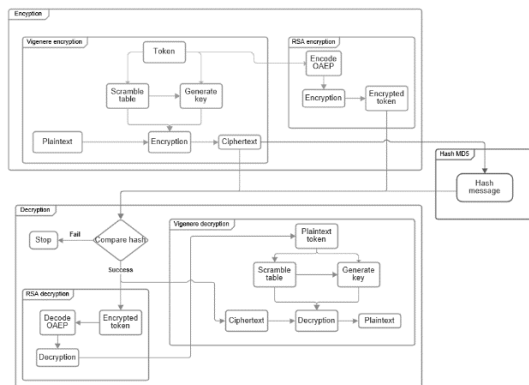 Encryption
Vigenere encryption
Token
Scramble
table
Generate
key
Plaintext
Encryption
Ciphertext
RSA encryption
Encode
OAEP
Encryption
Encrypted
token
Hash MD5
Hash
message
Decryption
Stop
Fail
Compare hash
Success
RSA decryption
Decode
OAEP
Encrypted
token
Decryption
Vigonere decryption
Plaintext
token
Scramble
table
Generate
key
Ciphertext
Decryption
Plaintext